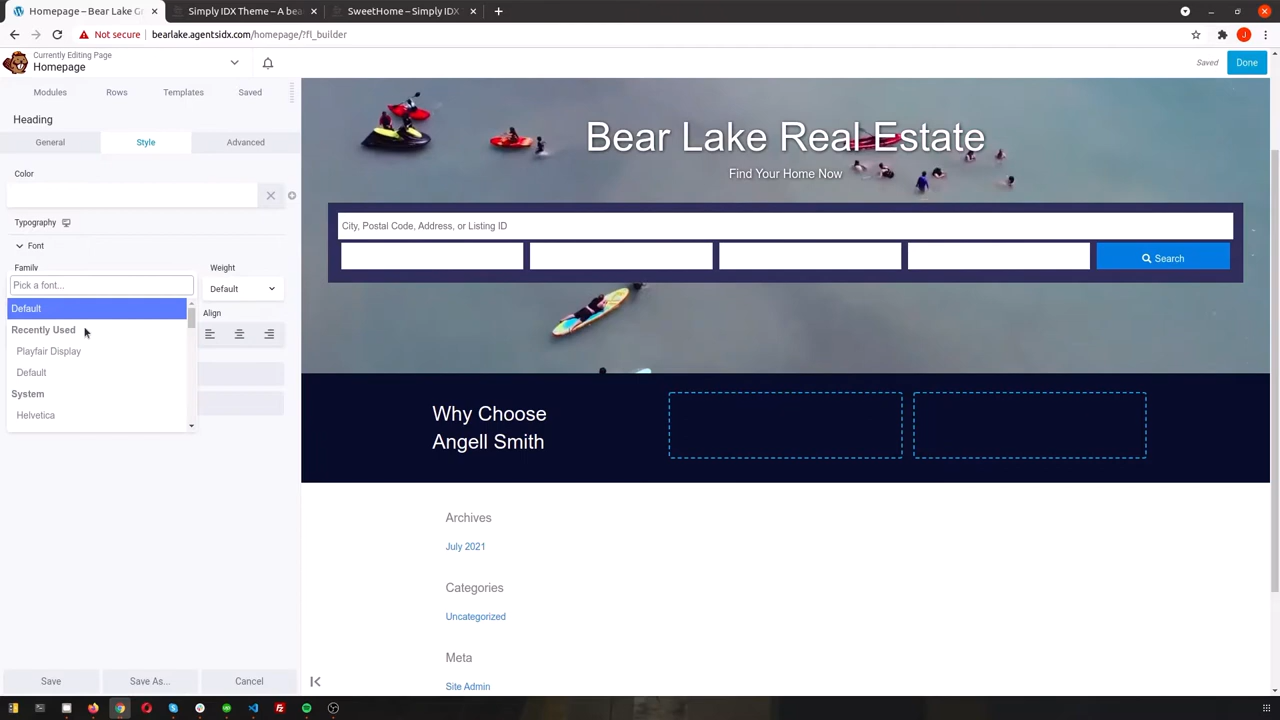 Homepage – Bear Lake G
Simply IDX Theme – A bea
SweetHome – Simply IDX
Not secure
bearlake.agentsidx.com/homepage/?fl_builder
J
Currently Editing Page
Homepage
Saved
Done
Modules
Rows
Templates
Saved
Heading
General
Style
Advanced
Color
Typography
Font
Family
Weight
Pick a font...
Default
Default
Align
Recently Used
Playfair Display
Default
System
Helvetica
Save
Save As...
Cancel
Bear Lake Real Estate
Find Your Home Now
City, Postal Code, Address, or Listing ID
Search
Why Choose
Angell Smith
Archives
July 2021
Categories
Uncategorized
Meta
Site Admin